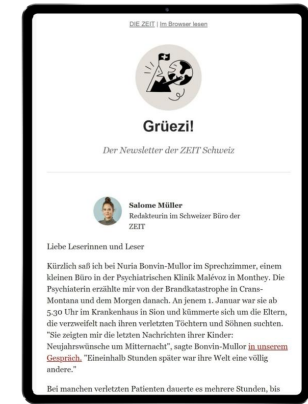 DIE ZEIT | Im Browser lesen
Grüezi!
Der Newsletter der ZEIT Schweiz
Salome Müller
Redakteurin im Schweizer Büro der
ZEIT
Liebe Leserinnen und Leser
Kürzlich saß ich bei Nuria Bonvin-Mullor im Sprechzimmer, einem
kleinen Büro in der Psychiatrischen Klinik Malévoz in Monthey. Die
Psychiaterin erzählte mir von der Brandkatastrophe in Crans-
Montana und dem Morgen danach. An jenem 1. Januar war sie ab
5.30 Uhr im Krankenhaus in Sion und kümmerte sich um die Eltern,
die verzweifelt nach ihren verletzten Töchtern und Söhnen suchten.
"Sie zeigten mir die letzten Nachrichten ihrer Kinder:
Neujahrswünsche um Mitternacht", sagte Bonvin-Mullor in unserem
Gespräch. "Eineinhalb Stunden später war ihre Welt eine völlig
andere."
Bei manchen verletzten Patienten dauerte es mehrere Stunden, bis